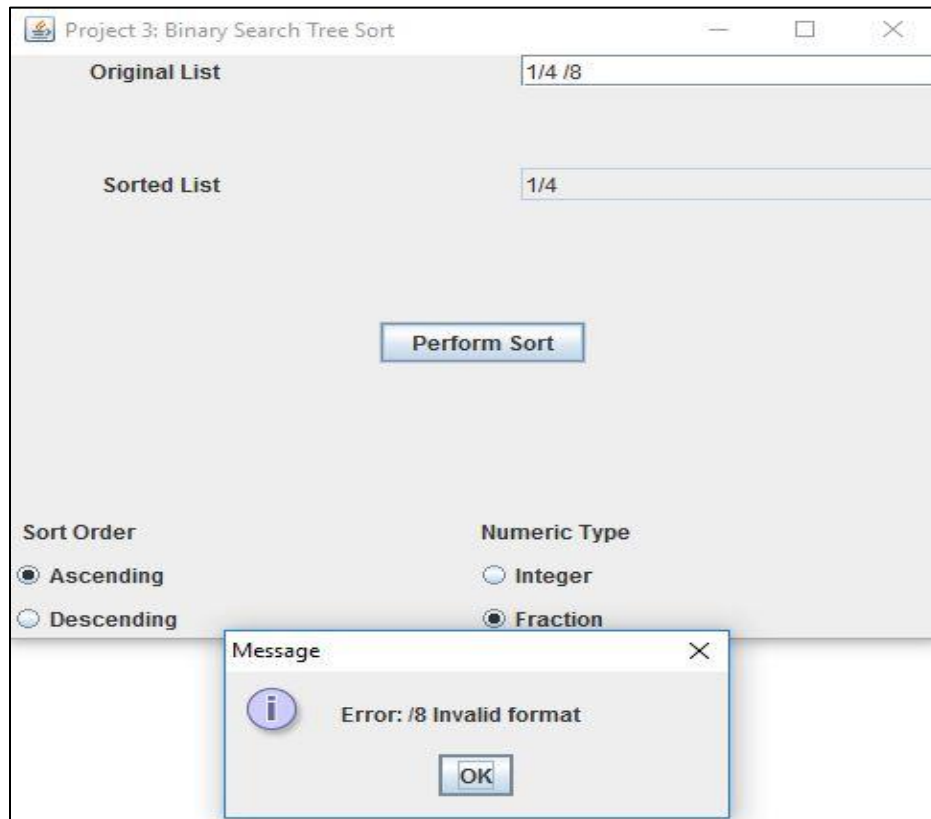 Project 3: Binary Search Tree Sort
Original List 1/4 /8
Sorted List 1/4
Perform Sort
Sort Order Numeric Type
Ascending Integer
Descending Fraction
Message
i Error: /8 Invalid format
OK